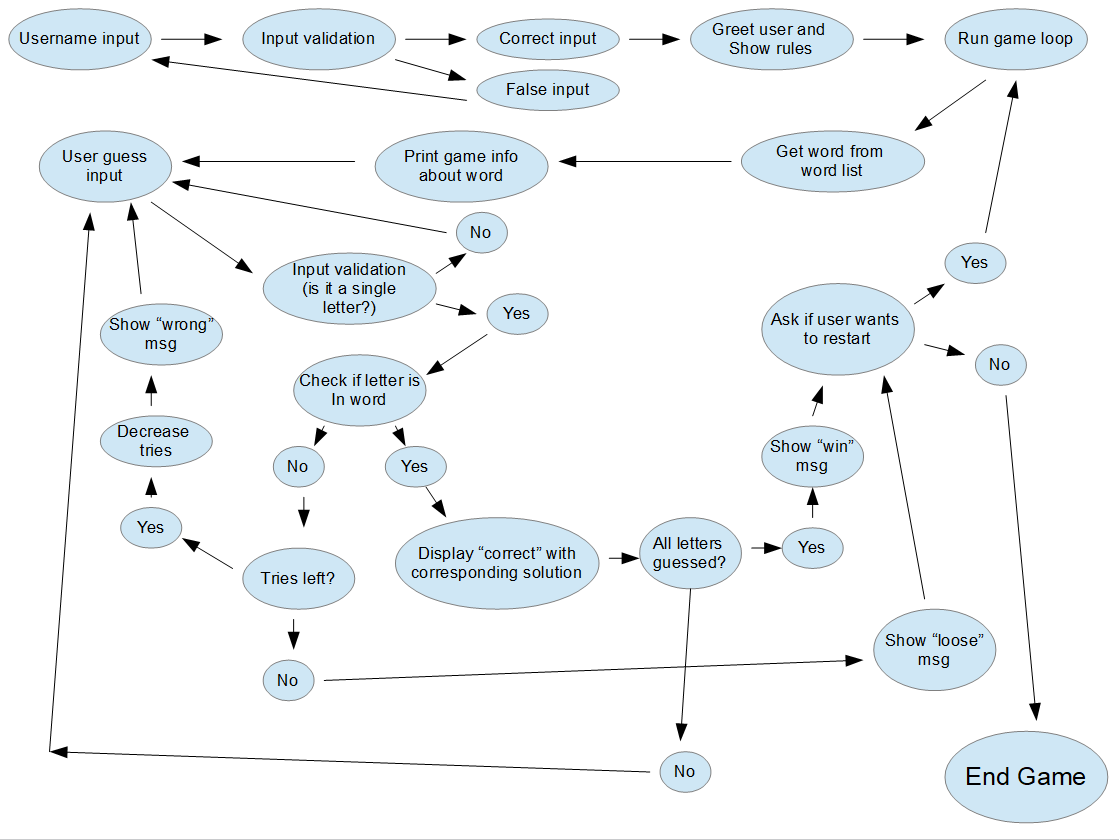 Username input
Input validation
Correct input
Greet user and
Show rules
Run game loop
False input
User guess
input
Print game info
about word
Get word from
word list
No
Input validation
(is it a single
letter?)
Yes
Yes
Show “wrong”
msg
Ask if user wants
to restart
No
Check if letter is
In word
Decrease
tries
No
Yes
Show “win”
msg
Yes
Display “correct” with
corresponding solution
All letters
guessed?
Yes
Tries left?
Show “loose”
msg
No
No
End Game